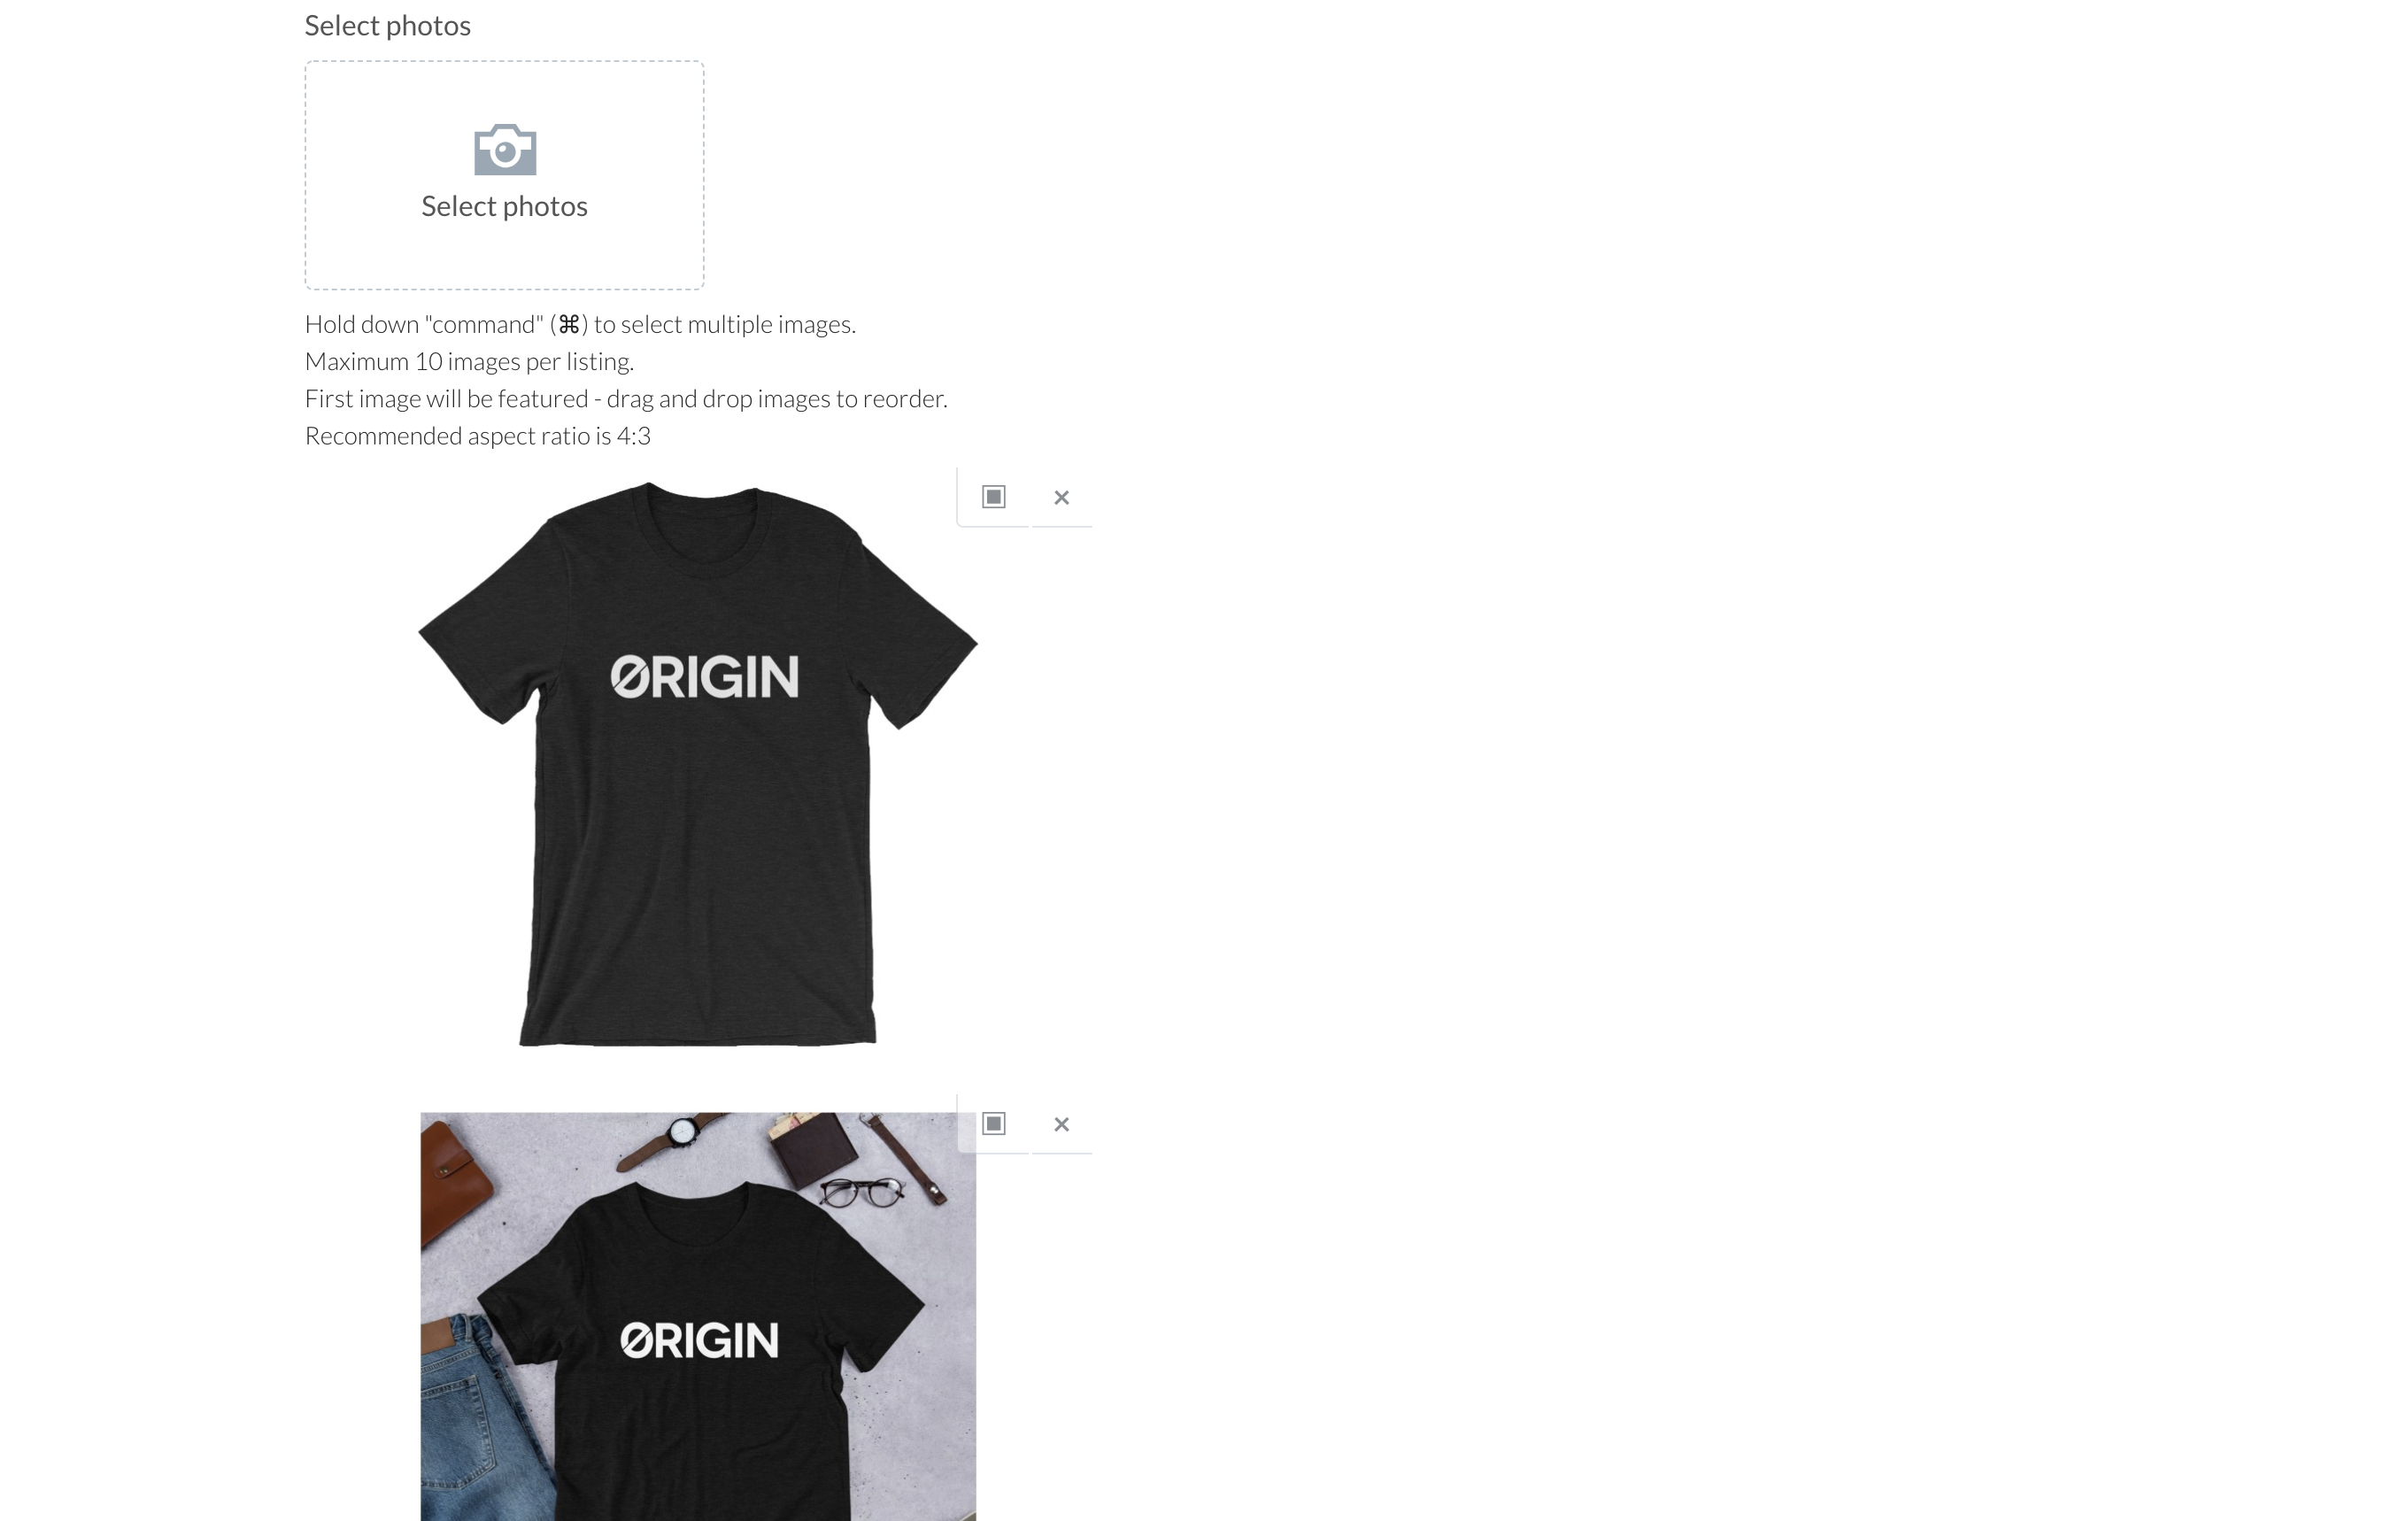 Select photos
Select photos
Hold down "command" (⌘) to select multiple images.
Maximum 10 images per listing.
First image will be featured - drag and drop images to reorder.
Recommended aspect ratio is 4:3
ØRIGIN
ØRIGIN